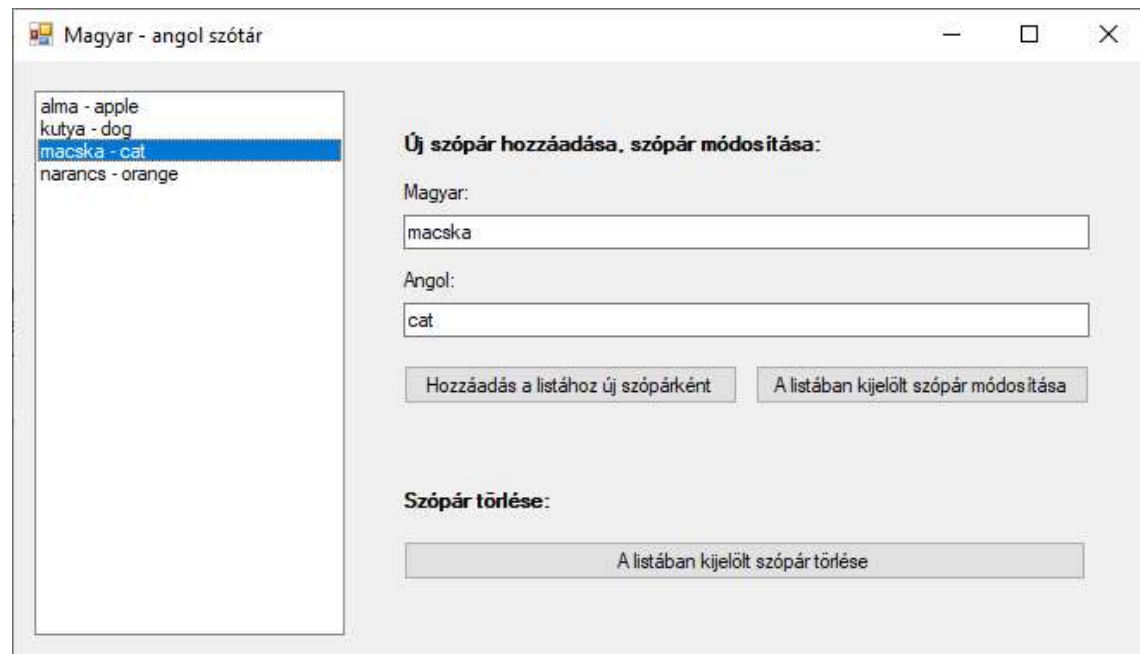 Magyar - angol szótár
alma - apple
kutya - dog
macska - cat
narancs - orange
Új szópár hozzáadása, szópár módosítása:
Magyar:
macska
Angol:
cat
Hozzáadás a listához új szópárként
A listában kijelölt szópár módosítása
Szópár törlése:
A listában kijelölt szópár törlése